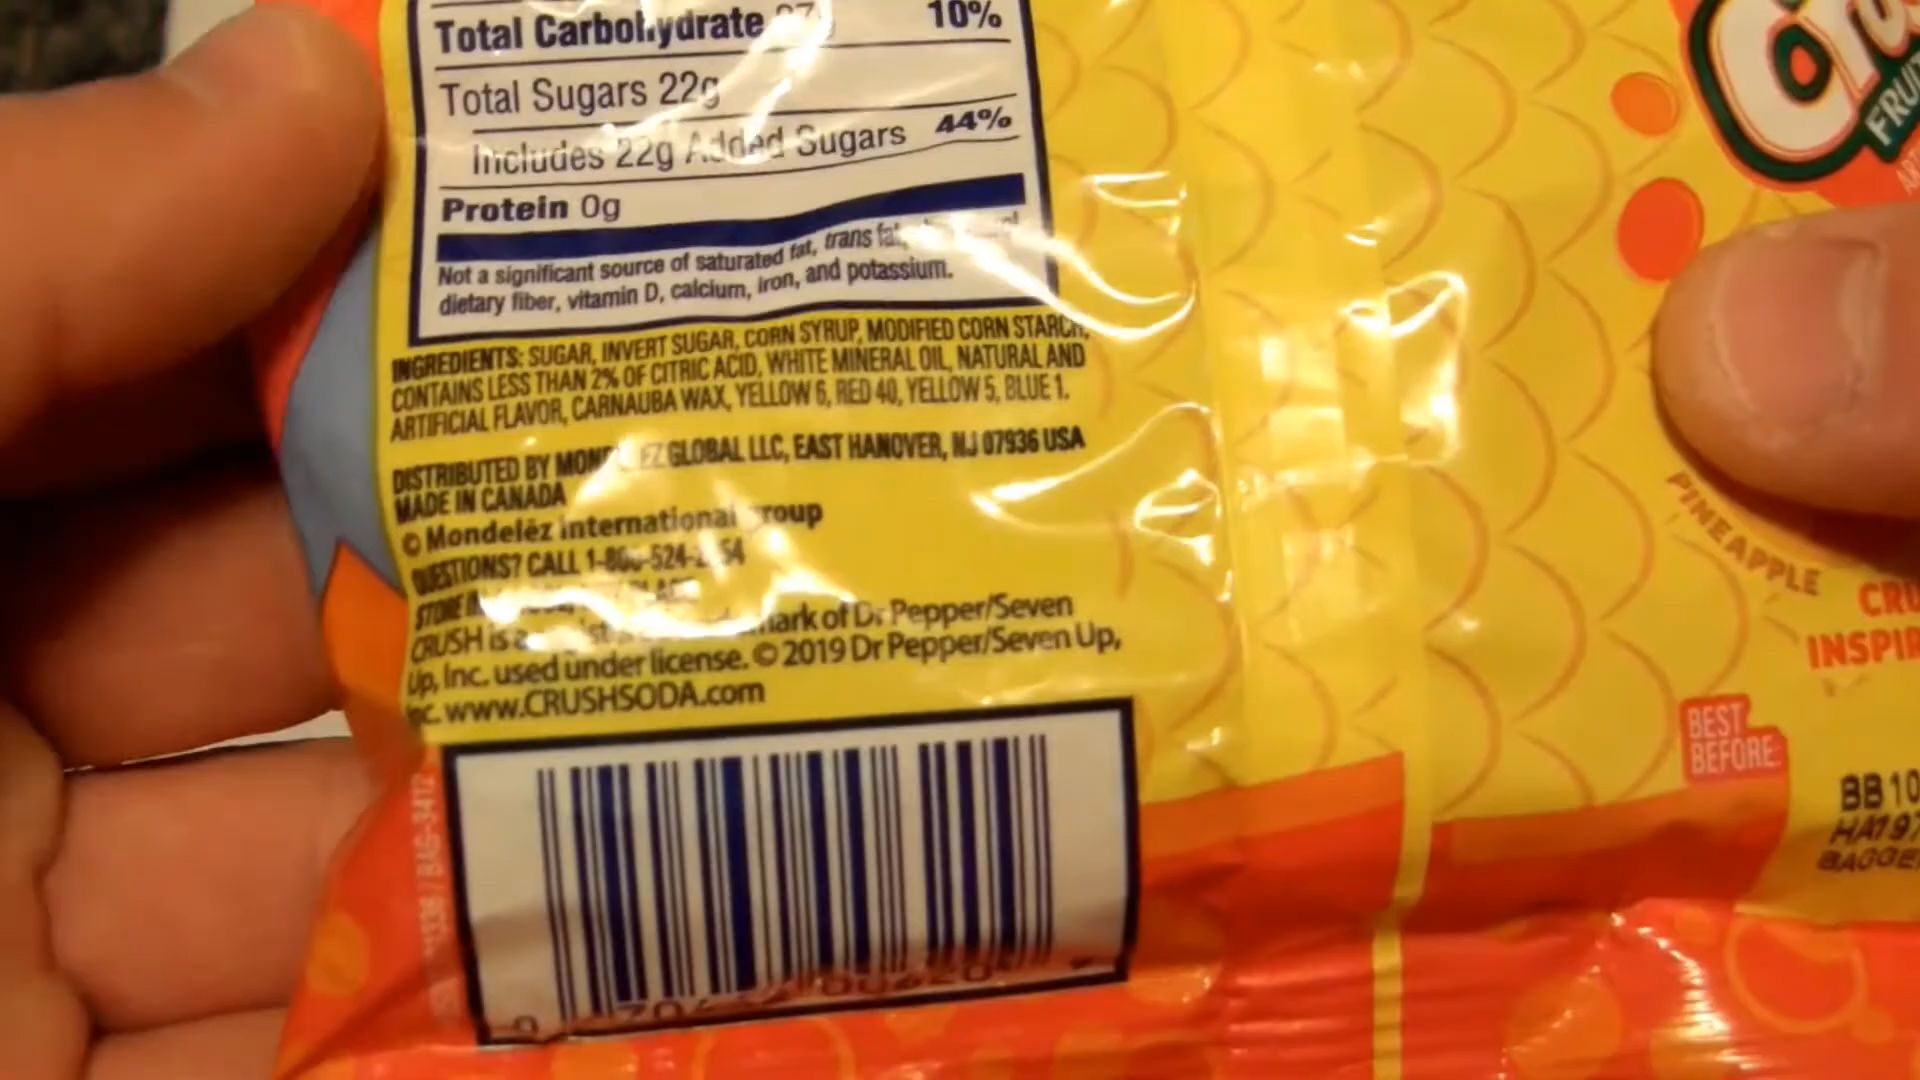 Total Carbohydrate 10%
Total Sugars 22g
Includes 22g Added Sugars 44%
Protein 0g
Not a significant source of saturated fat, trans fat,
dietary fiber, vitamin D, calcium, iron, and potassium.
INGREDIENTS: SUGAR, INVERT SUGAR, CORN SYRUP, MODIFIED CORN STARCH,
CONTAINS LESS THAN 2% OF CITRIC ACID, WHITE MINERAL OIL, NATURAL AND
ARTIFICIAL FLAVOR, CARNAUBA WAX, YELLOW 6, RED 40, YELLOW 5, BLUE 1.
DISTRIBUTED BY GLOBAL LLC, EAST HANOVER, NJ 07936 USA
MADE IN CANADA
© Mondelēz International
QUESTIONS? CALL
STORE
CRUSH is a of Dr Pepper/Seven
Up, Inc. used under license. © 2019 Dr Pepper/Seven Up,
Inc. www.CRUSHSODA.com
PINEAPPLE
BEST
BEFORE:
BB 10